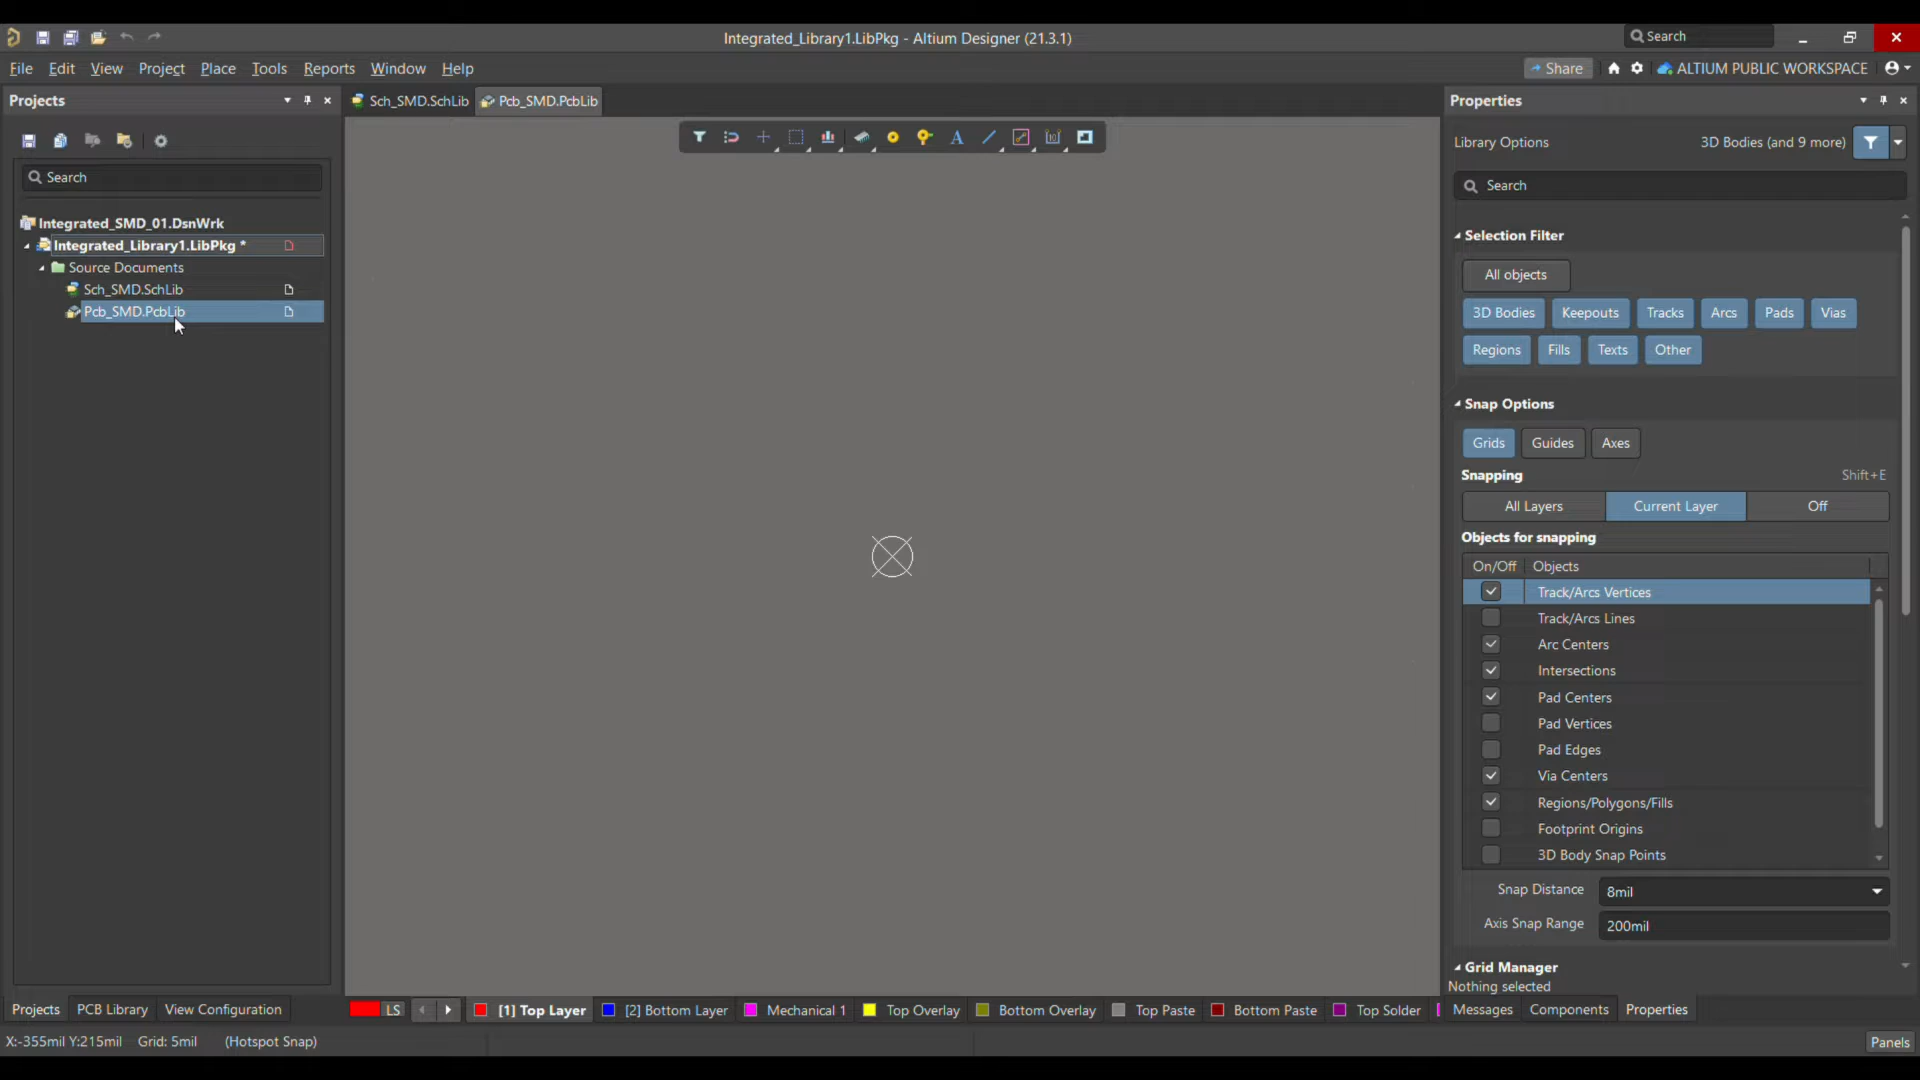 Integrated_Library1.LibPkg - Altium Designer (21.3.1)
Search
File Edit View Project Place Tools Reports Window Help
Share
ALTIUM PUBLIC WORKSPACE
Projects
Sch_SMD.SchLib
Pcb_SMD.PcbLib
Search
Integrated_SMD_01.DsnWrk
Integrated_Library1.LibPkg *
Source Documents
Sch_SMD.SchLib
Pcb_SMD.PcbLib
Properties
Library Options
3D Bodies (and 9 more)
Search
Selection Filter
All objects
3D Bodies Keepouts Tracks Arcs Pads Vias
Regions Fills Texts Other
Snap Options
Grids Guides Axes
Snapping Shift+E
All Layers Current Layer Off
Objects for snapping
On/Off Objects
Track/Arcs Vertices
Track/Arcs Lines
Arc Centers
Intersections
Pad Centers
Pad Vertices
Pad Edges
Via Centers
Regions/Polygons/Fills
Footprint Origins
3D Body Snap Points
Snap Distance 8mil
Axis Snap Range 200mil
Grid Manager
Nothing selected
Projects PCB Library View Configuration
LS [1] Top Layer [2] Bottom Layer Mechanical 1 Top Overlay Bottom Overlay Top Paste Bottom Paste Top Solder
Messages Components Properties
X:-355mil Y:215mil Grid: 5mil (Hotspot Snap)
Panels